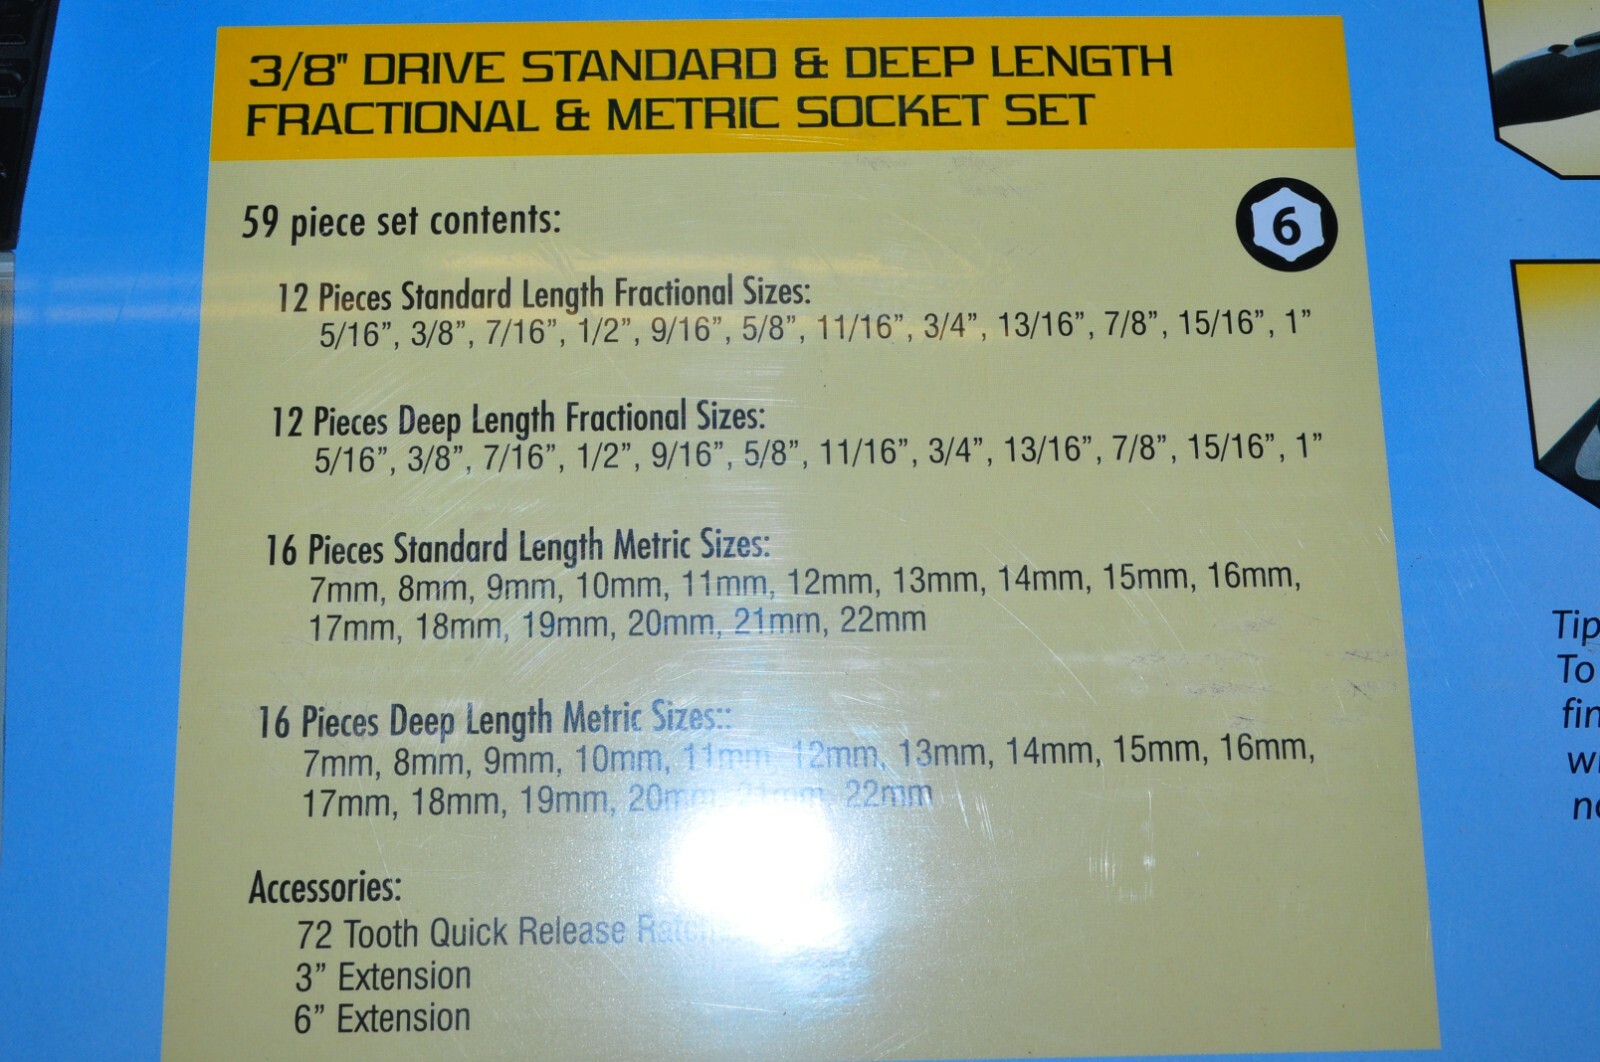 3/8" DRIVE STANDARD & DEEP LENGTH
FRACTIONAL & METRIC SOCKET SET
59 piece set contents:
6
12 Pieces Standard Length Fractional Sizes:
5/16”, 3/8”, 7/16”, 1/2”, 9/16”, 5/8”, 11/16”, 3/4”, 13/16”, 7/8”, 15/16”, 1”
12 Pieces Deep Length Fractional Sizes:
5/16”, 3/8”, 7/16”, 1/2”, 9/16”, 5/8”, 11/16”, 3/4”, 13/16”, 7/8”, 15/16”, 1”
16 Pieces Standard Length Metric Sizes:
7mm, 8mm, 9mm, 10mm, 11mm, 12mm, 13mm, 14mm, 15mm, 16mm,
17mm, 18mm, 19mm, 20mm, 21mm, 22mm
16 Pieces Deep Length Metric Sizes::
7mm, 8mm, 9mm, 10mm, 11mm, 12mm, 13mm, 14mm, 15mm, 16mm,
17mm, 18mm, 19mm, 20mm, 21mm, 22mm
Accessories:
72 Tooth Quick Release
3” Extension
6” Extension
Tip
To